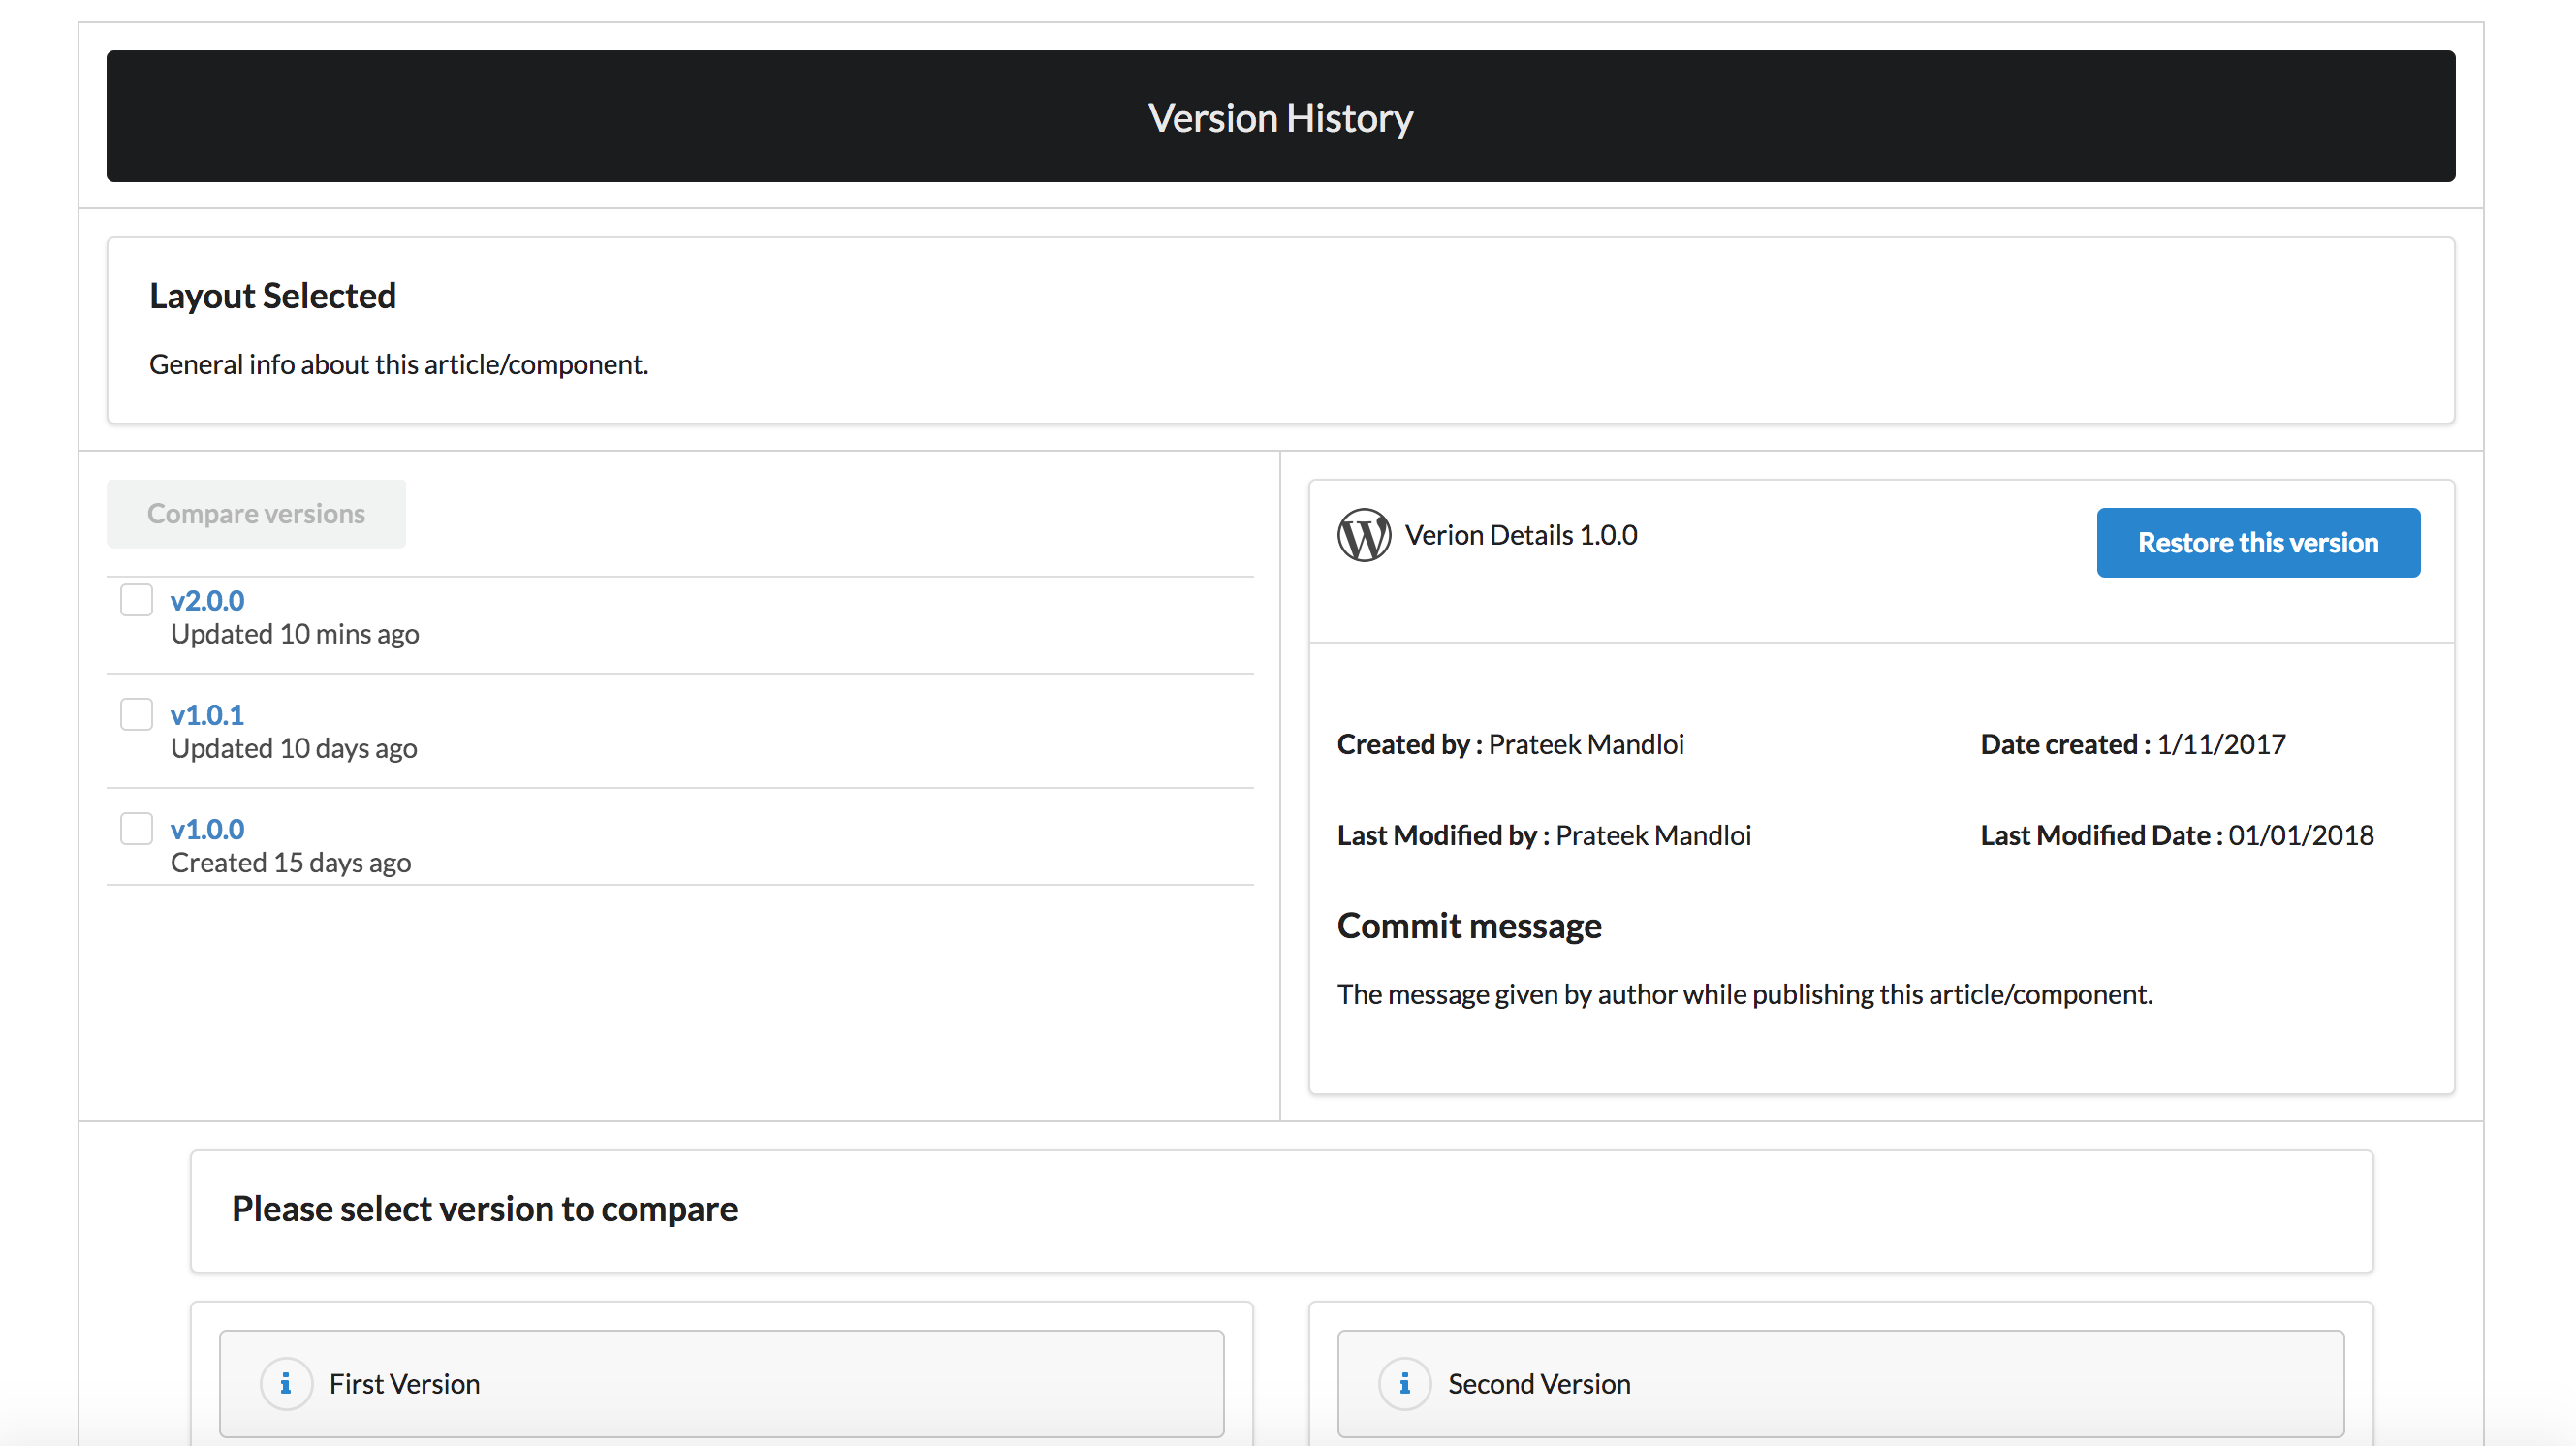 Version History
Layout Selected
General info about this article/component.
Compare versions
v2.0.0
Updated 10 mins ago
v1.0.1
Updated 10 days ago
v1.0.0
Created 15 days ago
Verion Details 1.0.0
Restore this version
Created by : Prateek Mandloi
Date created : 1/11/2017
Last Modified by : Prateek Mandloi
Last Modified Date : 01/01/2018
Commit message
The message given by author while publishing this article/component.
Please select version to compare
First Version
Second Version